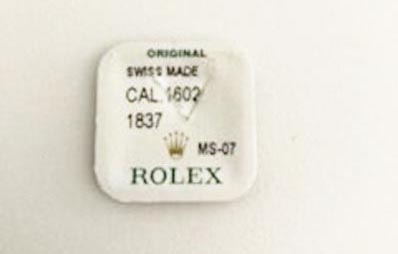 ORIGINAL
SWISS MADE
CAL.1602
1837
MS-07
ROLEX